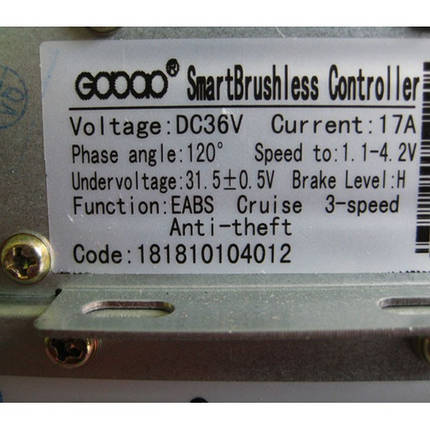 GOOAO® SmartBrushless Controller
Voltage:DC36V Current:17A
Phase angle:120° Speed to:1.1-4.2V
Undervoltage:31.5±0.5V Brake Level:H
Function:EABS Cruise 3-speed
Anti-theft
Code:181810104012